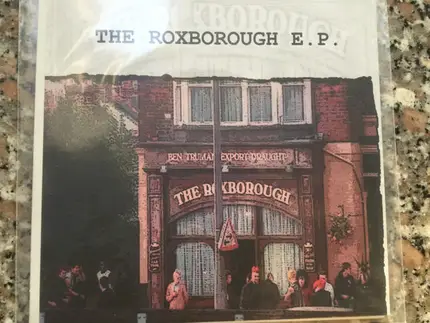 THE ROXBOROUGH E.P.
BEN TRUMAN EXPORT DRAUGHT
THE ROXBOROUGH